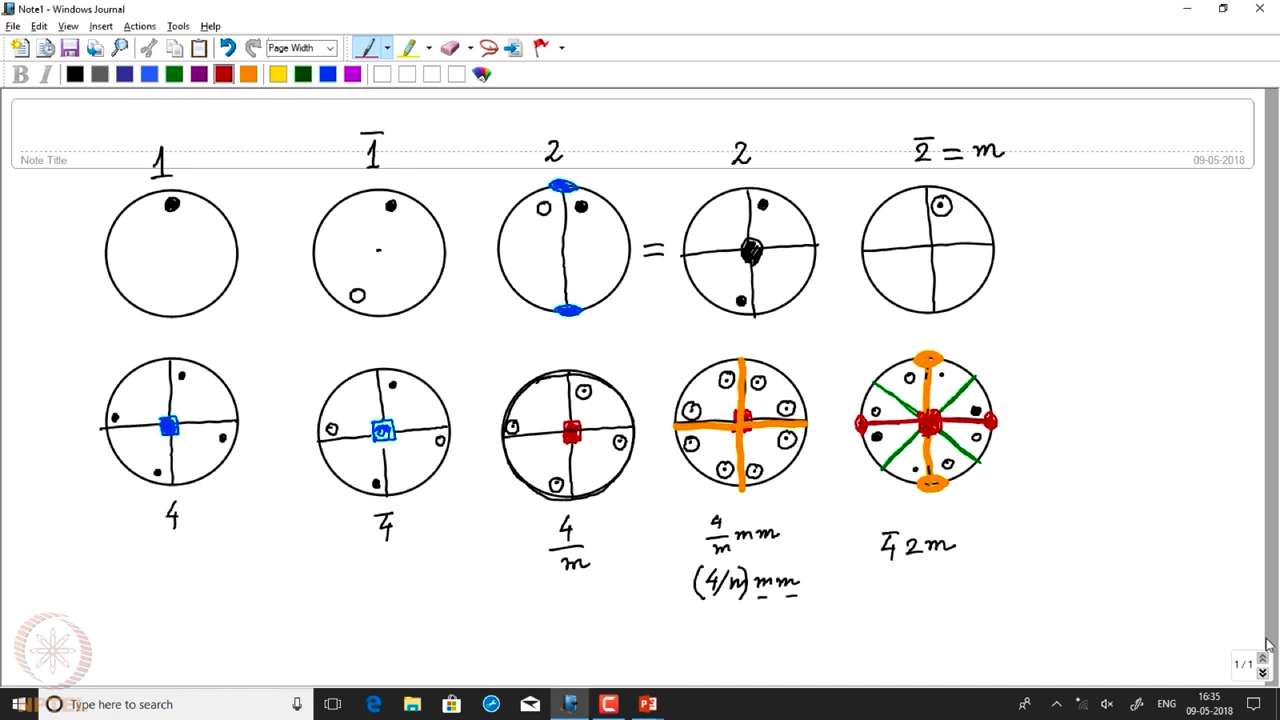 Note1 - Windows Journal
File Edit View Insert Actions Tools Help
Page Width
B I
1 1̅ 2 2 2̅ = m
Note Title 09-05-2018
=
4 4̅ 4/m 4/m mm 4̅ 2m
(4/m) mm
1 / 1
Type here to search
ENG
16:35
09-05-2018